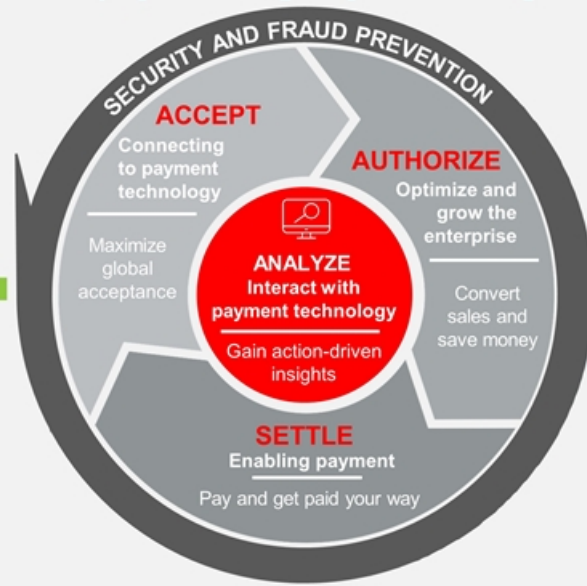 SECURITY AND FRAUD PREVENTION
ACCEPT
Connecting
to payment
technology
Maximize
global
acceptance
AUTHORIZE
Optimize and
grow the
enterprise
Convert
sales and
save money
ANALYZE
Interact with
payment technology
Gain action-driven
insights
SETTLE
Enabling payment
Pay and get paid your way